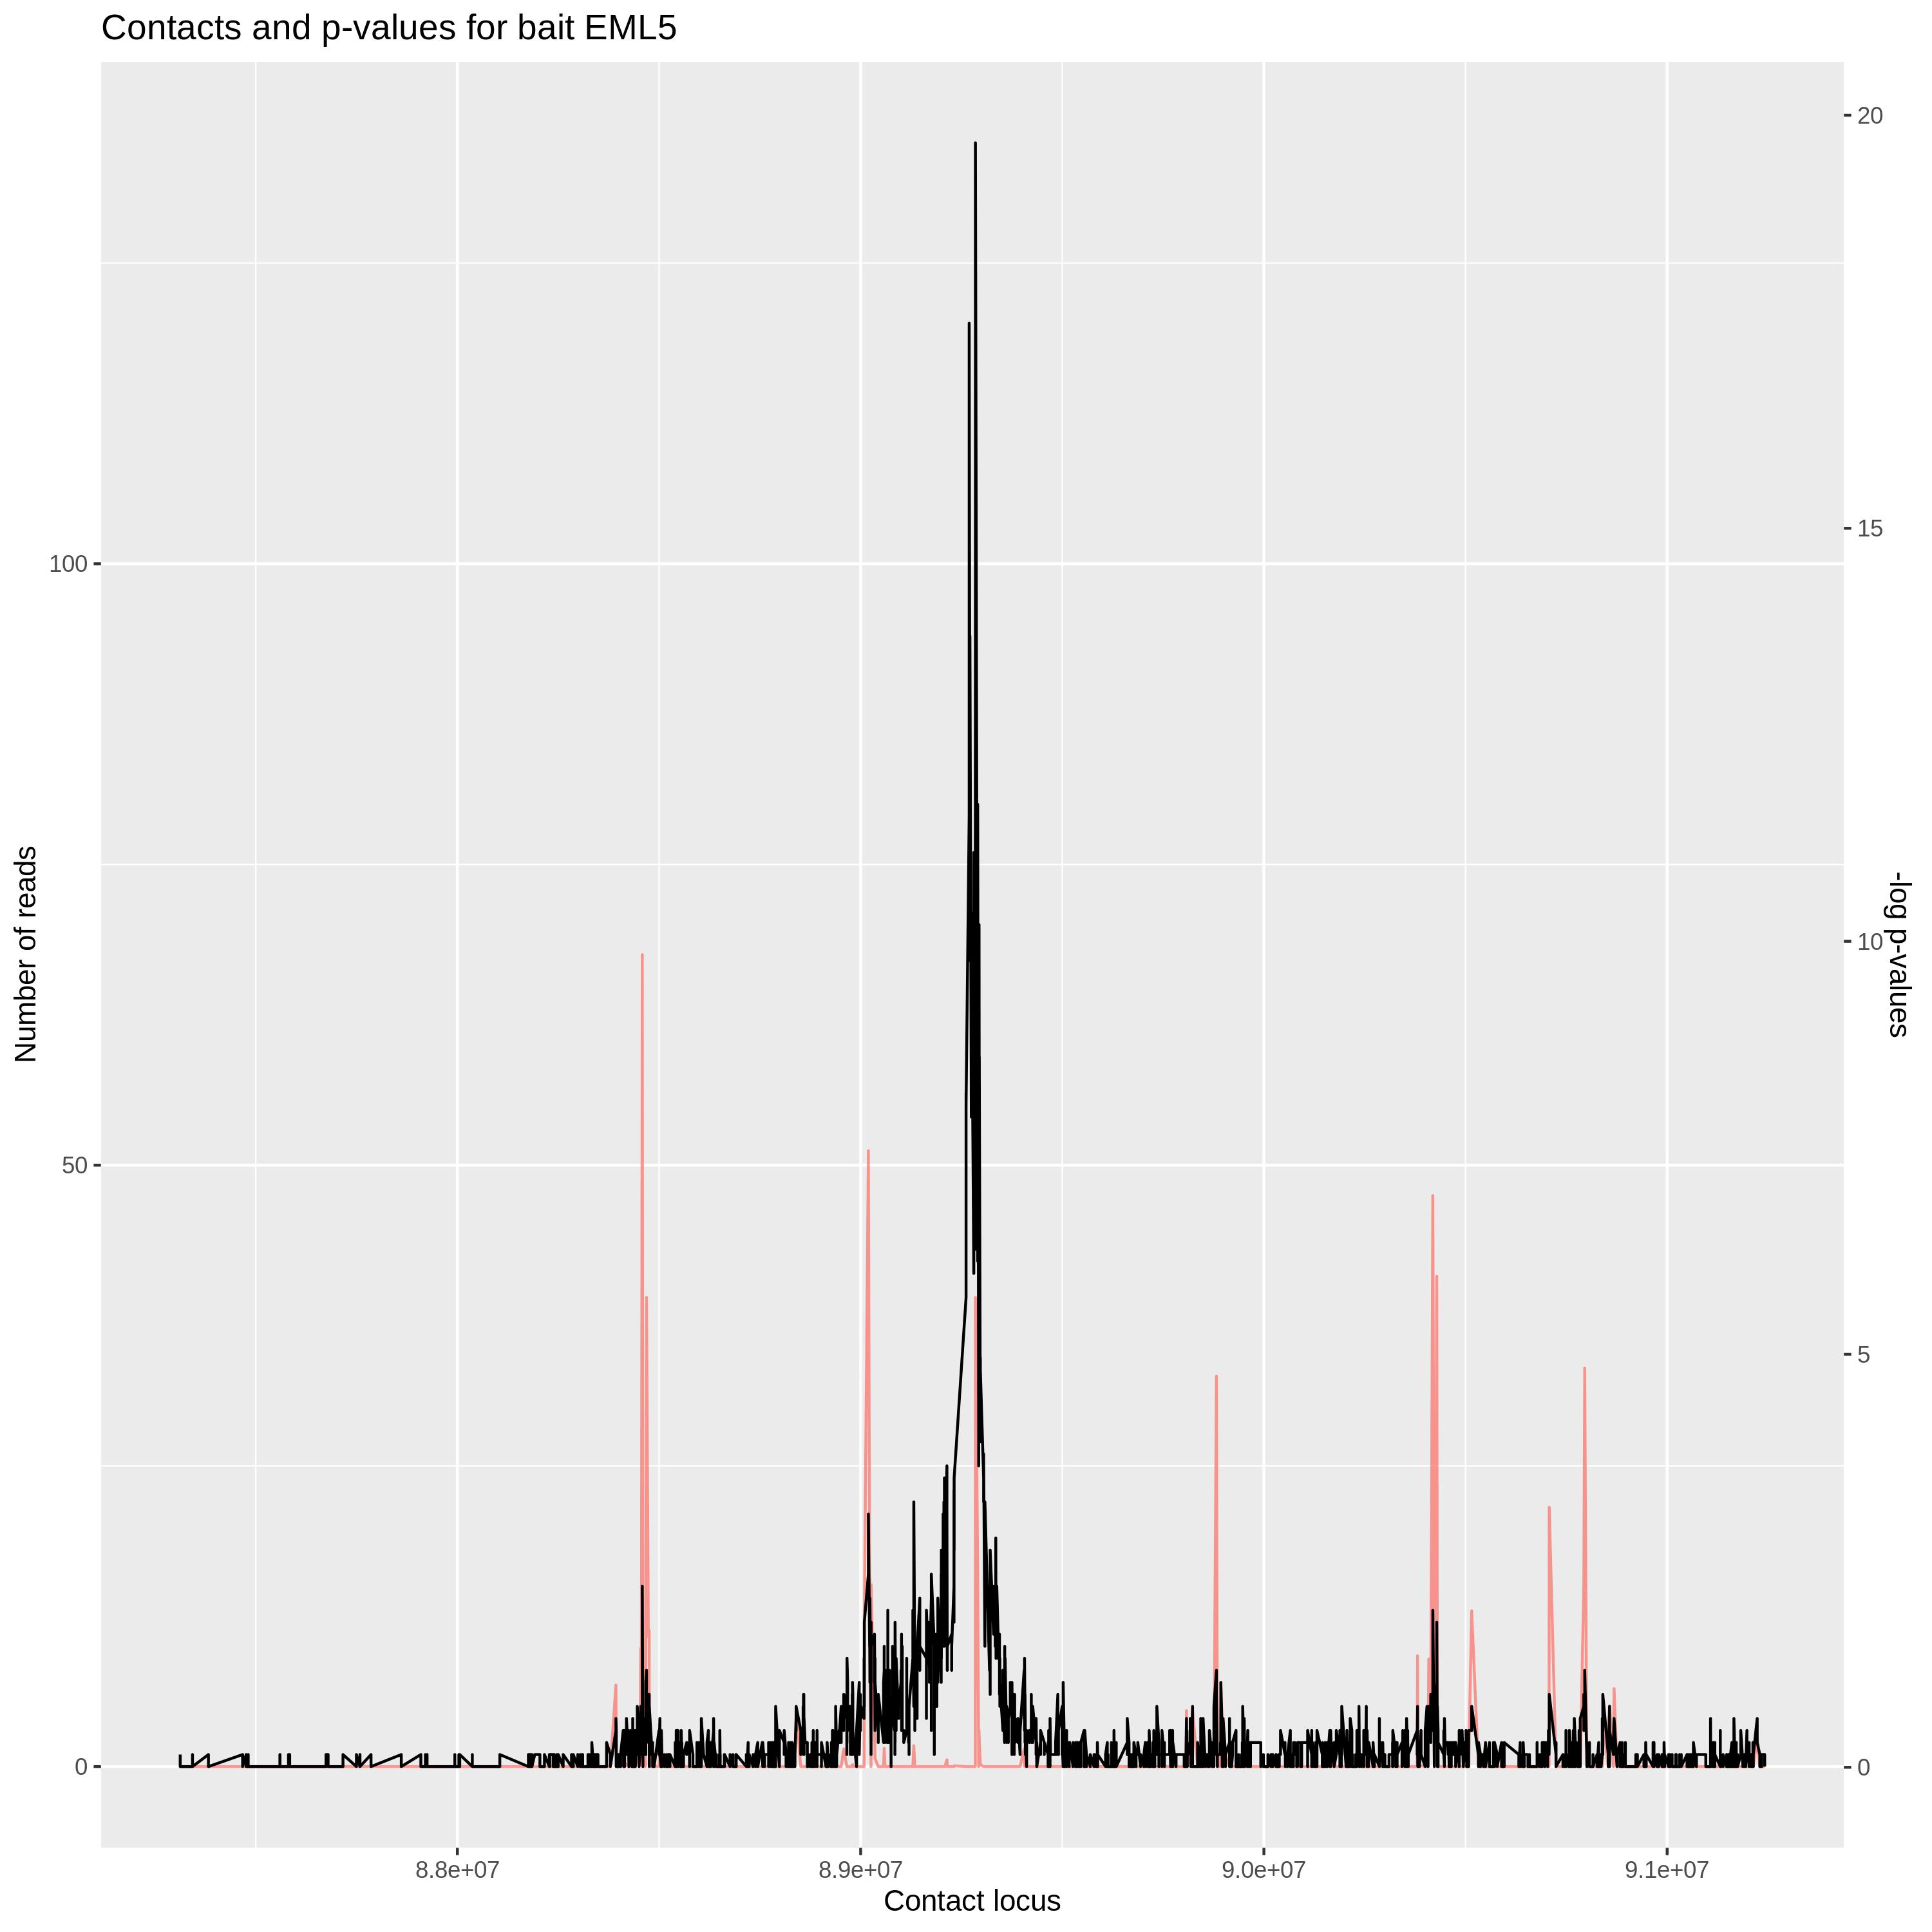 Contacts and p-values for bait EML5
Number of reads
100
50
0
20
15
10
5
0
-log p-values
8.8e+07
8.9e+07
9.0e+07
9.1e+07
Contact locus